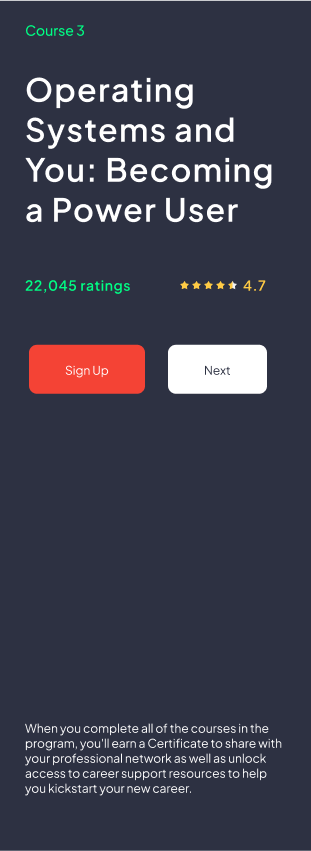 Course 3
Operating
Systems and
You: Becoming
a Power User
22,045 ratings
4.7
Sign Up
Next
When you complete all of the courses in the
program, you'll earn a Certificate to share with
your professional network as well as unlock
access to career support resources to help
you kickstart your new career.